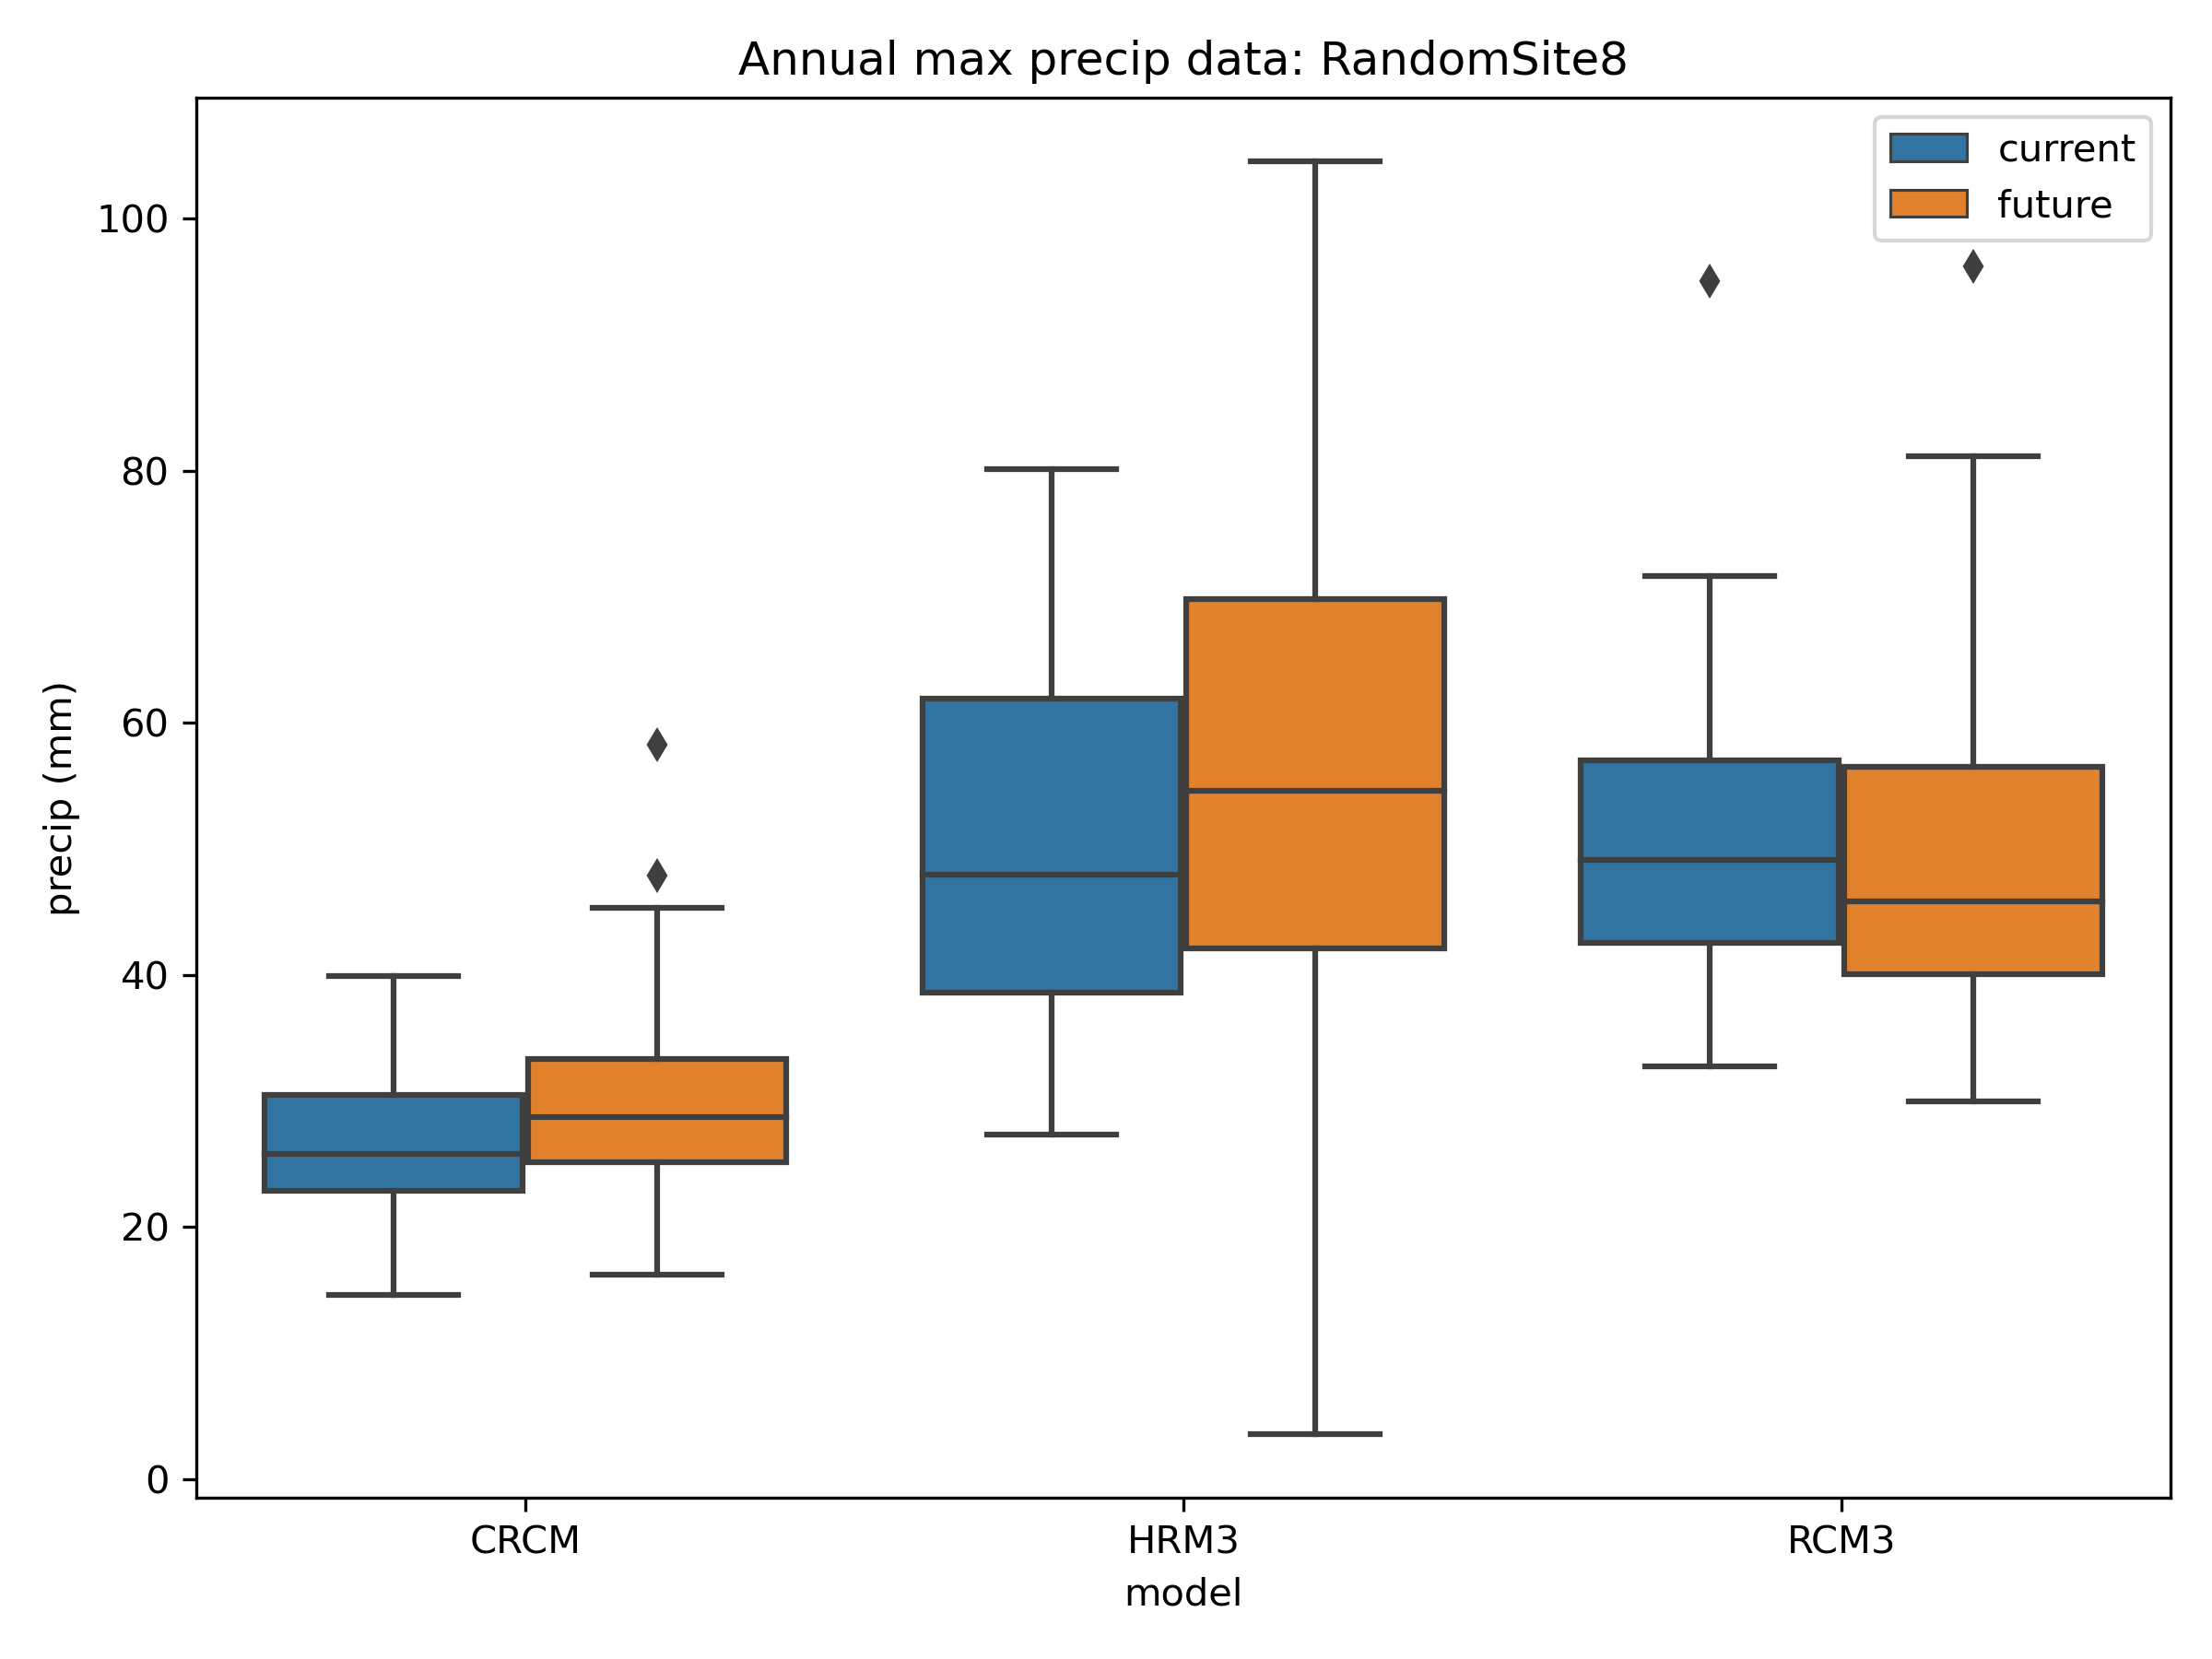 Annual max precip data: RandomSite8
current
future
100
80
60
40
20
0
precip (mm)
CRCM
HRM3
RCM3
model